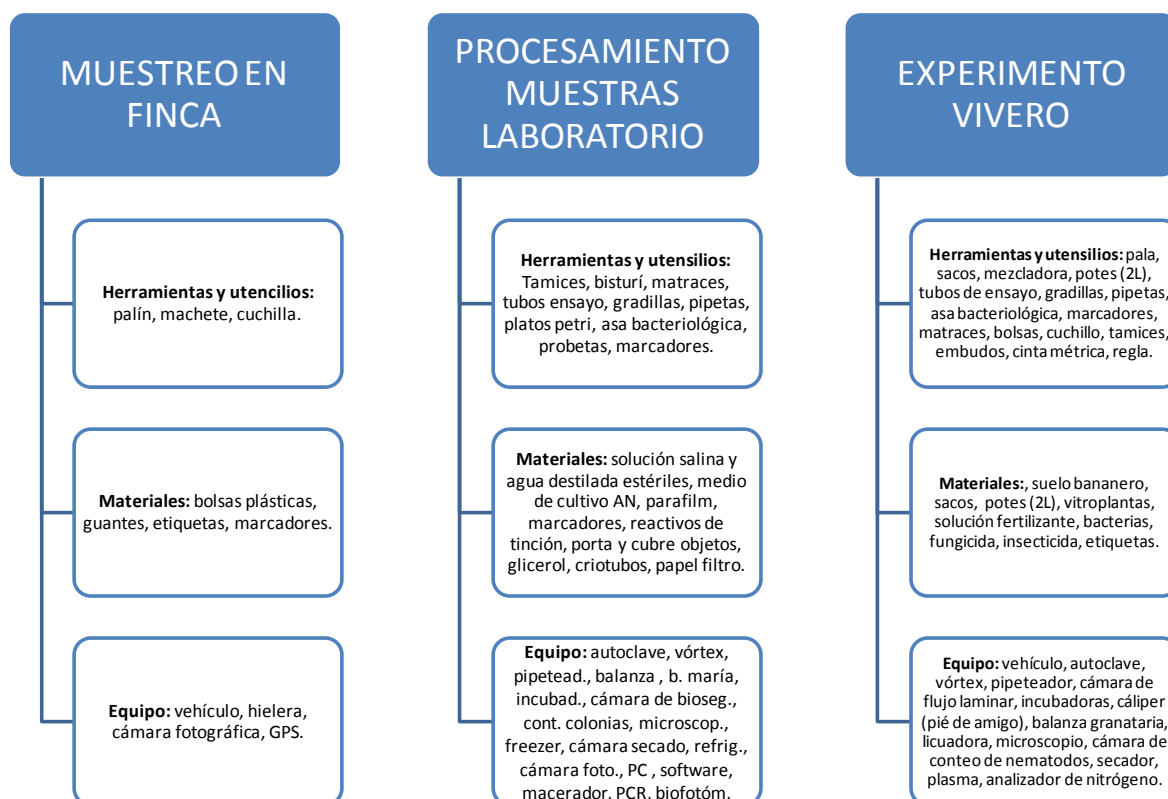 MUESTREO EN
FINCA
Herramientas y utencilios:
palín, machete, cuchilla.
Materiales: bolsas plásticas,
guantes, etiquetas, marcadores.
Equipo: vehículo, hielera,
cámara fotográfica, GPS.
PROCESAMIENTO
MUESTRAS
LABORATORIO
Herramientas y utensilios:
Tamices, bisturí, matraces,
tubos ensayo, gradillas, pipetas,
platos petri, asa bacteriológica,
probetas, marcadores.
Materiales: solución salina y
agua destilada estériles, medio
de cultivo AN, parafilm,
marcadores, reactivos de
tinción, porta y cubre objetos,
glicerol, criotubos, papel filtro.
Equipo: autoclave, vórtex,
pipetead., balanza , b. maría,
incubad., cámara de bioseg.,
cont. colonias, microscop.,
freezer, cámara secado, refrig.,
cámara foto., PC , software,
macerador, PCR, biofotóm.
EXPERIMENTO
VIVERO
Herramientas y utensilios: pala,
sacos, mezcladora, potes (2L),
tubos de ensayo, gradillas, pipetas,
asa bacteriológica, marcadores,
matraces, bolsas, cuchillo, tamices,
embudos, cinta métrica, regla.
Materiales:, suelo bananero,
sacos, potes (2L), vitroplantas,
solución fertilizante, bacterias,
fungicida, insecticida, etiquetas.
Equipo: vehículo, autoclave,
vórtex, pipeteador, cámara de
flujo laminar, incubadoras, cáliper
(pié de amigo), balanza granataria,
licuadora, microscopio, cámara de
conteo de nematodos, secador,
plasma, analizador de nitrógeno.